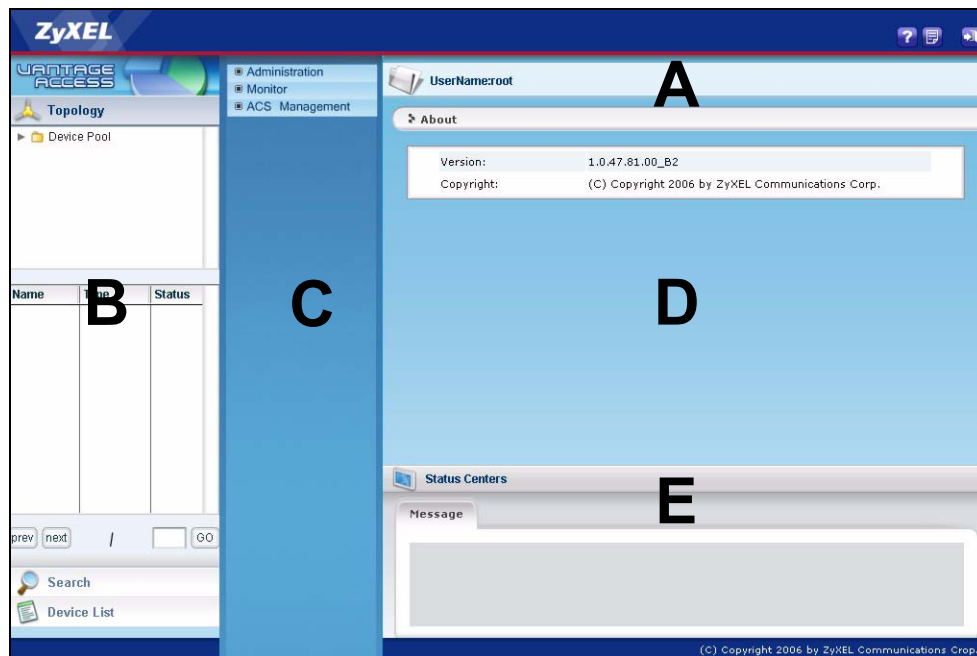 ZyXEL
VANTAGE
ACCESS
Topology
Device Pool
Name Status
B
prev next / GO
Search
Device List
Administration
Monitor
ACS Management
C
UserName:root
A
About
Version: 1.0.47.81.00_B2
Copyright: (C) Copyright 2006 by ZyXEL Communications Corp.
D
Status Centers
E
Message
(C) Copyright 2006 by ZyXEL Communications Crop